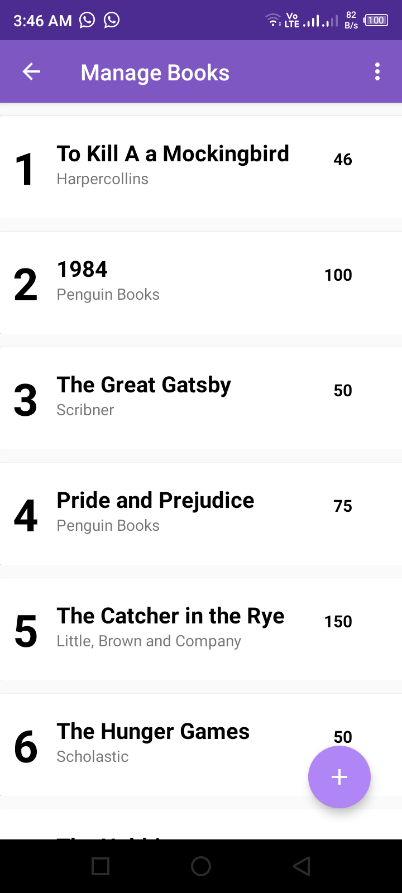 3:46 AM Vo LTE 82 B/s 100
Manage Books
1 To Kill A a Mockingbird 46
Harpercollins
2 1984 100
Penguin Books
3 The Great Gatsby 50
Scribner
4 Pride and Prejudice 75
Penguin Books
5 The Catcher in the Rye 150
Little, Brown and Company
6 The Hunger Games 50
Scholastic
+